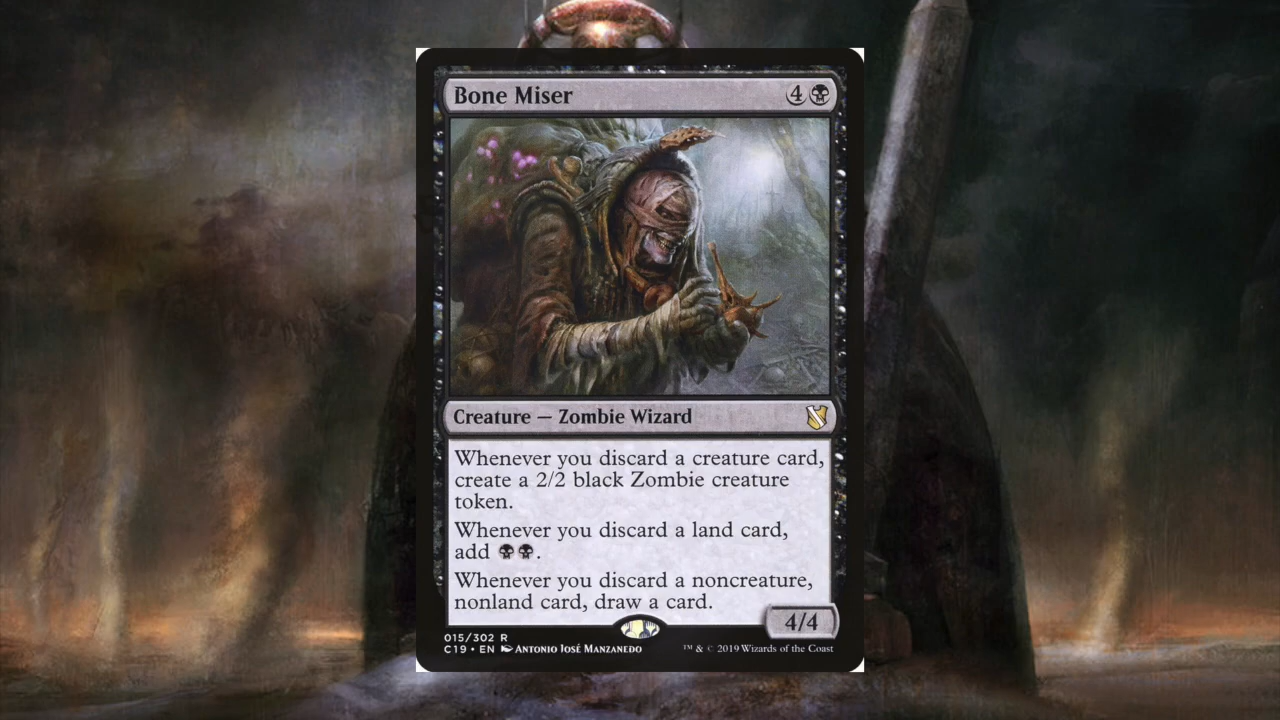 Bone Miser 4
Creature — Zombie Wizard
Whenever you discard a creature card,
create a 2/2 black Zombie creature
token.
Whenever you discard a land card,
add .
Whenever you discard a noncreature,
nonland card, draw a card.
4/4
015/302 R
C19 • EN Antonio José Manzanedo ™ & © 2019 Wizards of the Coast